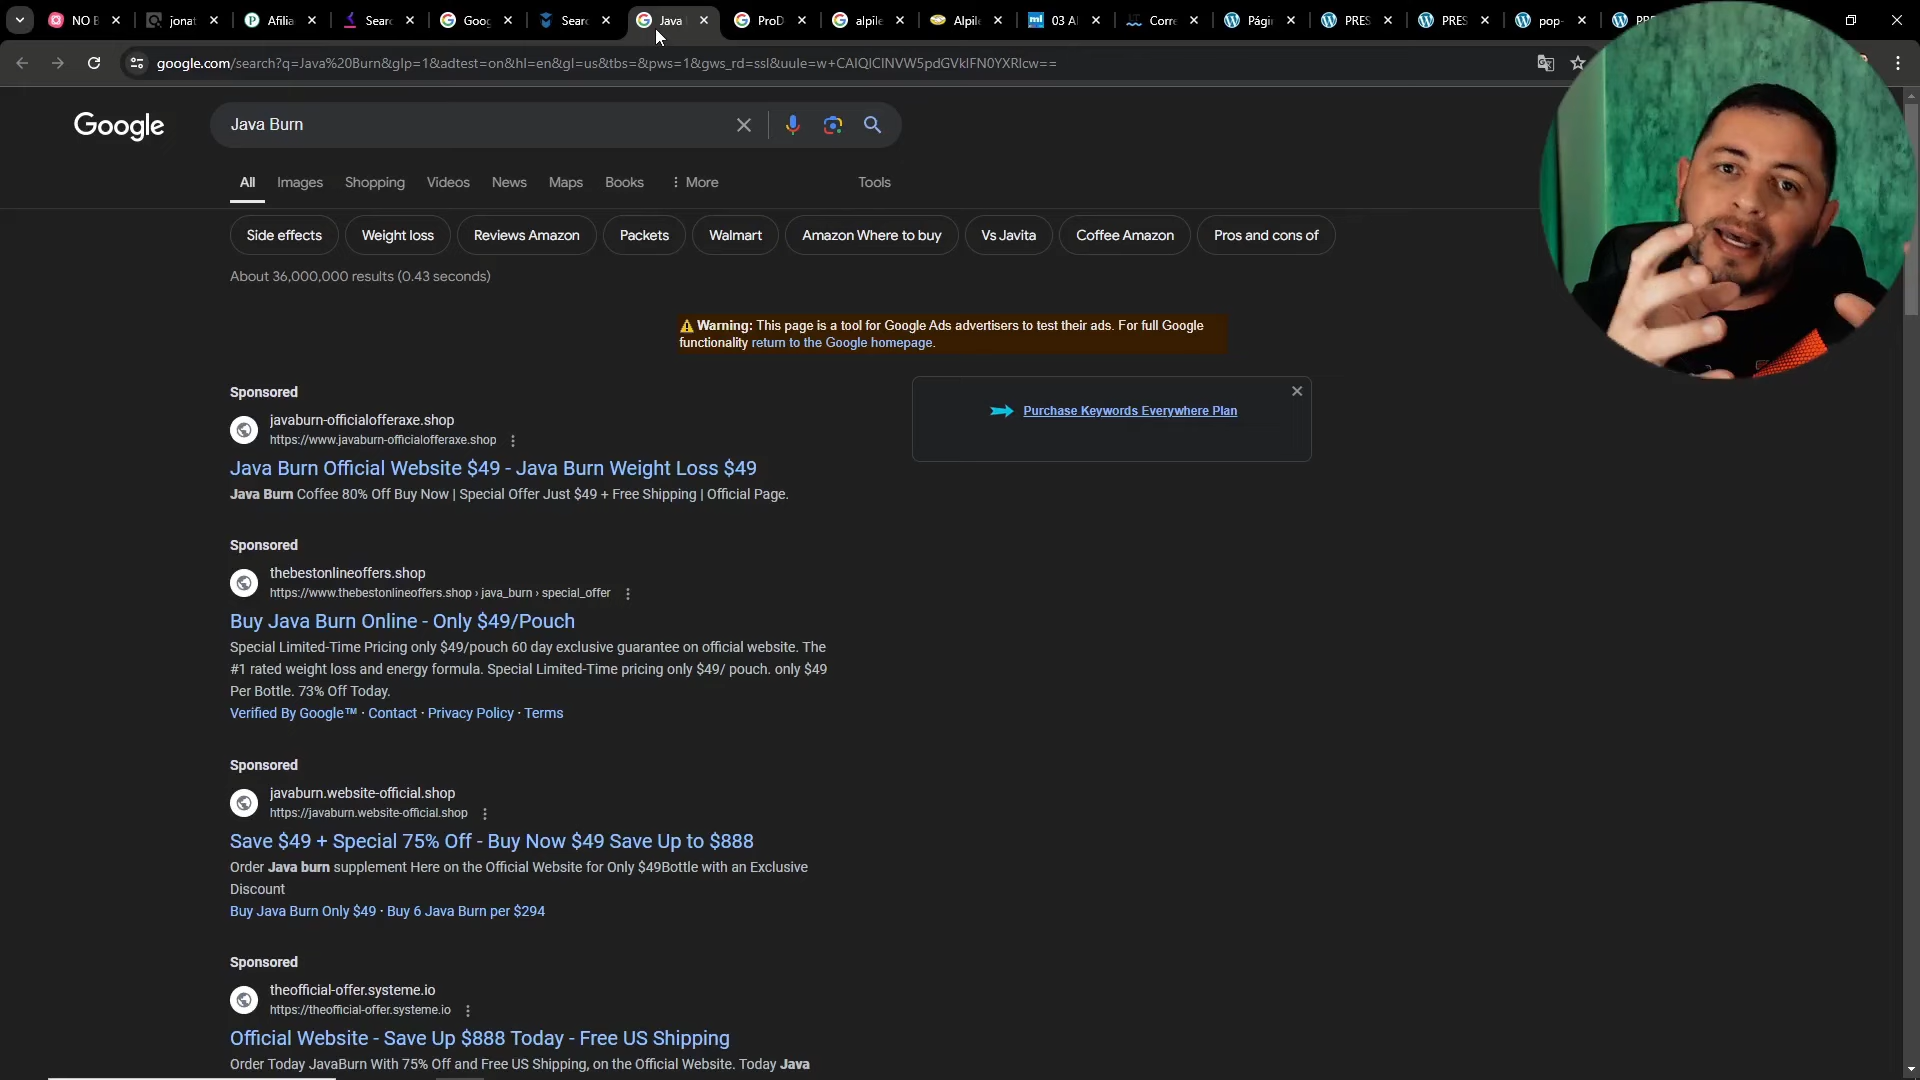 NO B
jonat
Afilia
Searc
Goog
Searc
Java
ProD
alpile
Alpile
ml
03 Al
Corre
Pági
PRES
PRES
pop-
google.com/search?q=Java%20Burn&glp=1&adtest=on&hl=en&gl=us&tbs=&pws=1&gws_rd=ssl&uule=w+CAIQICINVW5pdGVkIFN0YXRlcw==
Google
Java Burn
All
Images
Shopping
Videos
News
Maps
Books
More
Tools
Side effects
Weight loss
Reviews Amazon
Packets
Walmart
Amazon Where to buy
Vs Javita
Coffee Amazon
Pros and cons of
About 36,000,000 results (0.43 seconds)
Warning: This page is a tool for Google Ads advertisers to test their ads. For full Google
functionality return to the Google homepage.
Purchase Keywords Everywhere Plan
Sponsored
javaburn-officialofferaxe.shop
https://www.javaburn-officialofferaxe.shop
Java Burn Official Website $49 - Java Burn Weight Loss $49
Java Burn Coffee 80% Off Buy Now | Special Offer Just $49 + Free Shipping | Official Page.
Sponsored
thebestonlineoffers.shop
https://www.thebestonlineoffers.shop › java_burn › special_offer
Buy Java Burn Online - Only $49/Pouch
Special Limited-Time Pricing only $49/pouch 60 day exclusive guarantee on official website. The
#1 rated weight loss and energy formula. Special Limited-Time pricing only $49/ pouch. only $49
Per Bottle. 73% Off Today.
Verified By Google™ · Contact · Privacy Policy · Terms
Sponsored
javaburn.website-official.shop
https://javaburn.website-official.shop
Save $49 + Special 75% Off - Buy Now $49 Save Up to $888
Order Java burn supplement Here on the Official Website for Only $49Bottle with an Exclusive
Discount
Buy Java Burn Only $49 · Buy 6 Java Burn per $294
Sponsored
theofficial-offer.systeme.io
https://theofficial-offer.systeme.io
Official Website - Save Up $888 Today - Free US Shipping
Order Today JavaBurn With 75% Off and Free US Shipping, on the Official Website. Today Java